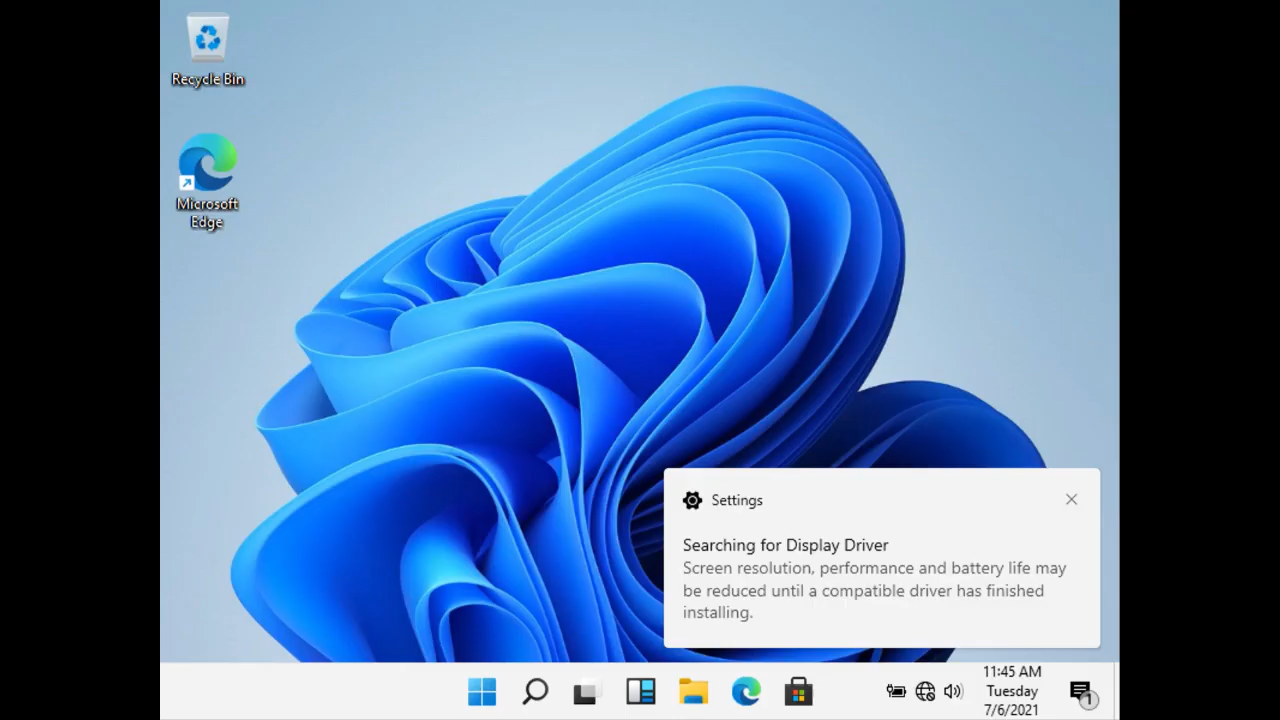 Recycle Bin
Microsoft
Edge
Settings
Searching for Display Driver
Screen resolution, performance and battery life may
be reduced until a compatible driver has finished
installing.
11:45 AM
Tuesday
7/6/2021
1